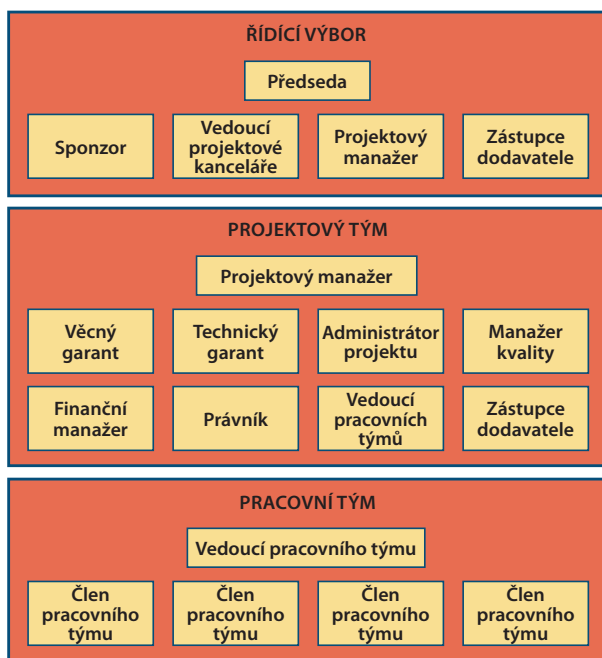 ŘÍDÍCÍ VÝBOR
Předseda
Sponzor
Vedoucí
projektové
kanceláře
Projektový
manažer
Zástupce
dodavatele
PROJEKTOVÝ TÝM
Projektový manažer
Věcný
garant
Technický
garant
Administrátor
projektu
Manažer
kvality
Finanční
manažer
Právník
Vedoucí
pracovních
týmů
Zástupce
dodavatele
PRACOVNÍ TÝM
Vedoucí pracovního týmu
Člen
pracovního
týmu
Člen
pracovního
týmu
Člen
pracovního
týmu
Člen
pracovního
týmu